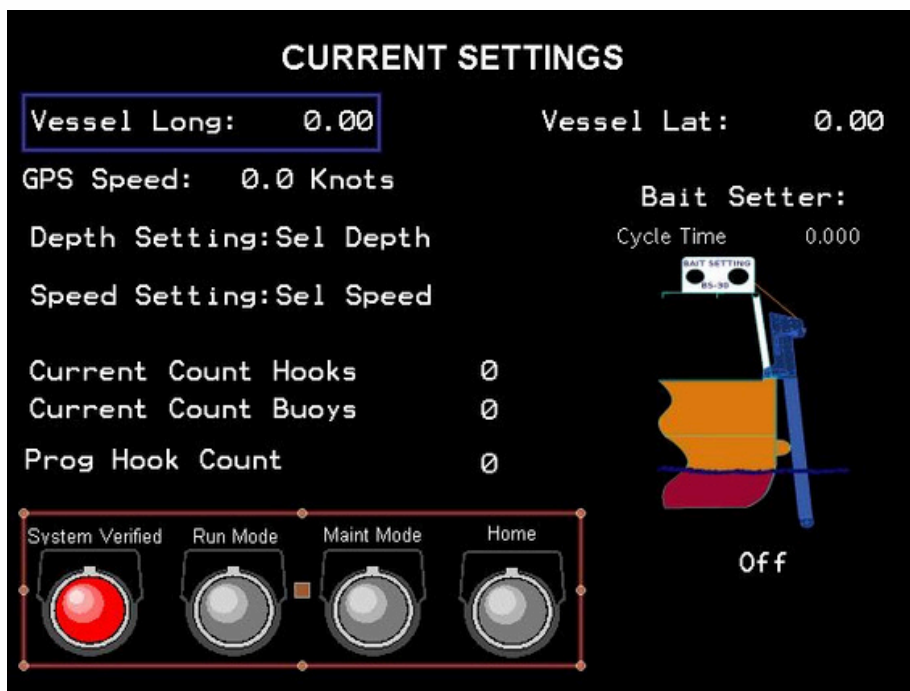 CURRENT SETTINGS
Vessel Long: 0.00
Vessel Lat: 0.00
GPS Speed: 0.0 Knots
Bait Setter:
Depth Setting:Sel Depth
Cycle Time 0.000
BAIT SETTING
BS-30
Speed Setting:Sel Speed
Current Count Hooks 0
Current Count Buoys 0
Prog Hook Count 0
System Verified Run Mode Maint Mode Home
Off